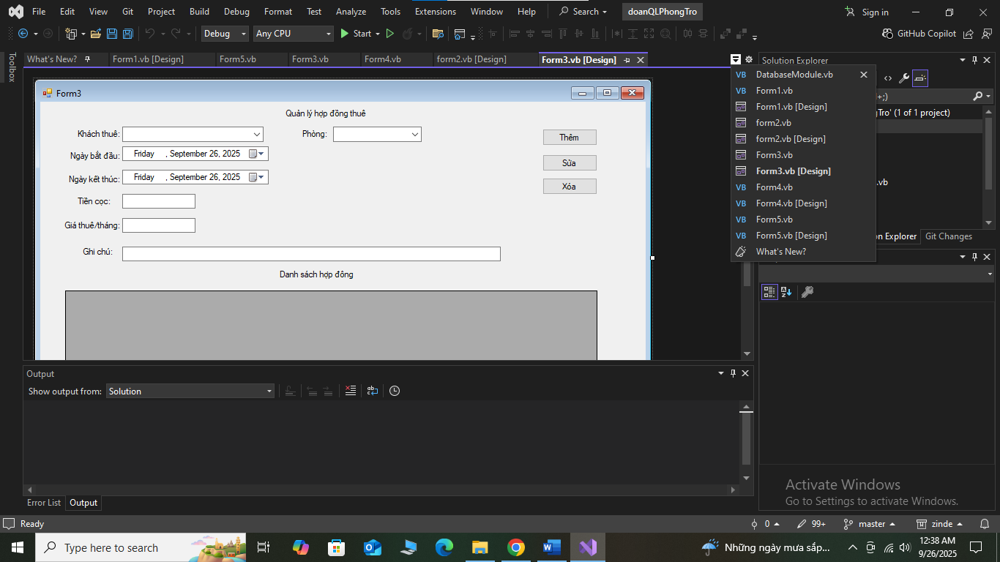 File Edit View Git Project Build Debug Format Test Analyze Tools Extensions Window Help Search doanQLPhongTro Sign in
Debug Any CPU Start GitHub Copilot
Toolbox
What's New? Form1.vb [Design] Form5.vb Form3.vb Form4.vb form2.vb [Design] Form3.vb [Design]
Form3
Quản lý hợp đồng thuê
Khách thuê: Phòng: Thêm
Ngày bắt đầu: Friday , September 26, 2025 Sửa
Ngày kết thúc: Friday , September 26, 2025 Xóa
Tiền cọc:
Giá thuê/tháng:
Ghi chú:
Danh sách hợp đông
Solution Explorer
DatabaseModule.vb
Form1.vb
Form1.vb [Design]
form2.vb
form2.vb [Design]
Form3.vb
Form3.vb [Design]
Form4.vb
Form4.vb [Design]
Form5.vb
Form5.vb [Design]
What's New?
+;)
gTro' (1 of 1 project)
.vb
on Explorer Git Changes
Output
Show output from: Solution
Error List Output
Activate Windows
Go to Settings to activate Windows.
Ready 0 99+ master zinde
Type here to search Những ngày mưa sắp... 12:38 AM
9/26/2025